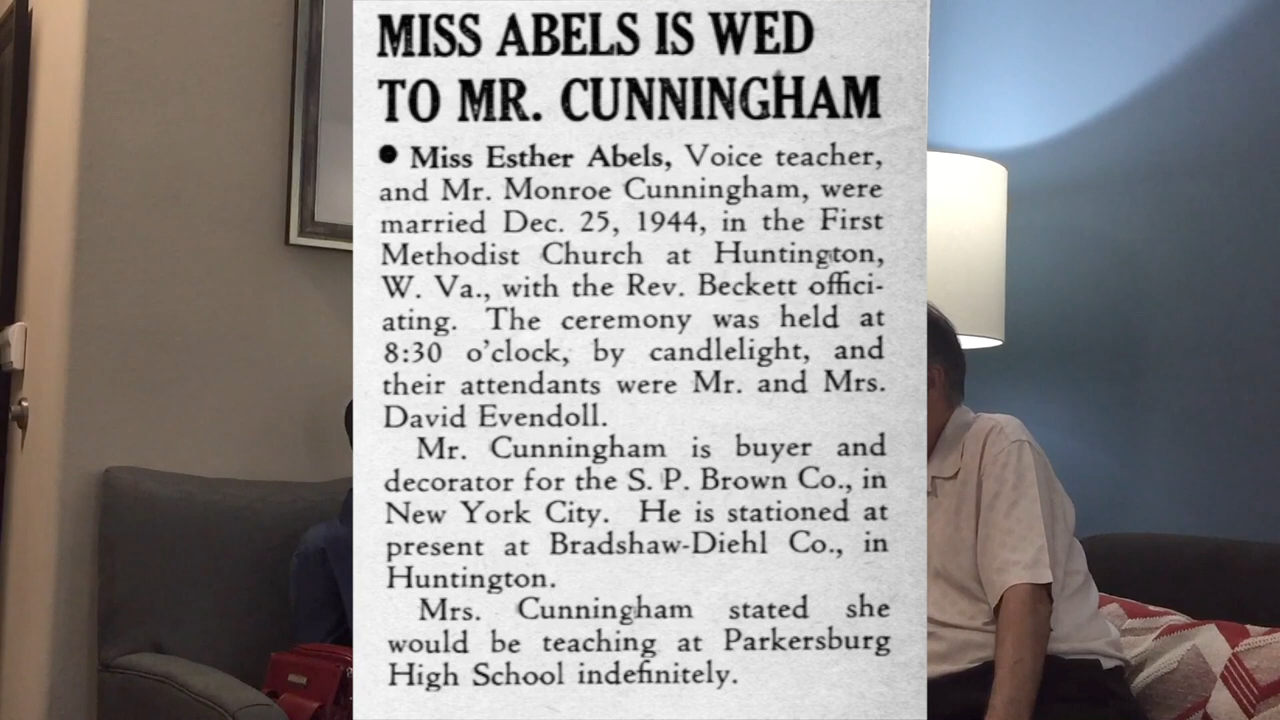 MISS ABELS IS WED
TO MR. CUNNINGHAM
● Miss Esther Abels, Voice teacher,
and Mr. Monroe Cunningham, were
married Dec. 25, 1944, in the First
Methodist Church at Huntington,
W. Va., with the Rev. Beckett offici-
ating. The ceremony was held at
8:30 o'clock, by candlelight, and
their attendants were Mr. and Mrs.
David Evendoll.
Mr. Cunningham is buyer and
decorator for the S. P. Brown Co., in
New York City. He is stationed at
present at Bradshaw-Diehl Co., in
Huntington.
Mrs. Cunningham stated she
would be teaching at Parkersburg
High School indefinitely.